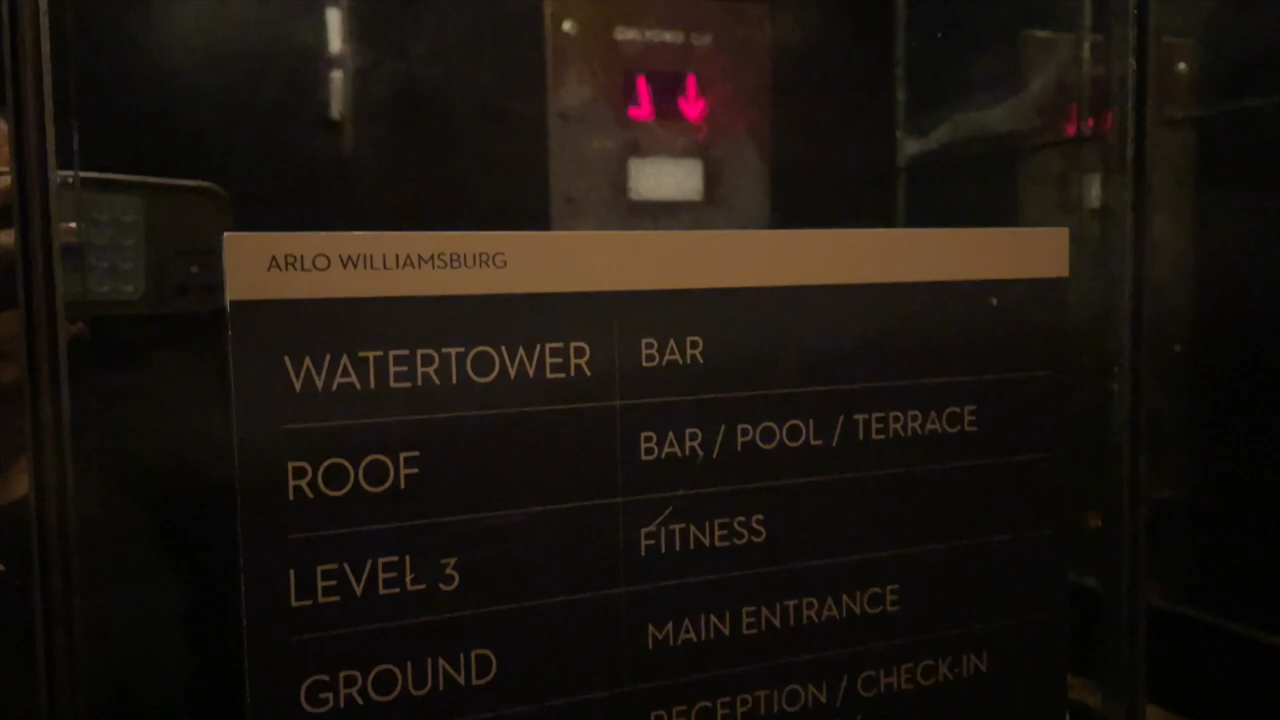 ARLO WILLIAMSBURG
WATERTOWER BAR
ROOF BAR / POOL / TERRACE
LEVEL 3 FITNESS
GROUND MAIN ENTRANCE
RECEPTION / CHECK-IN